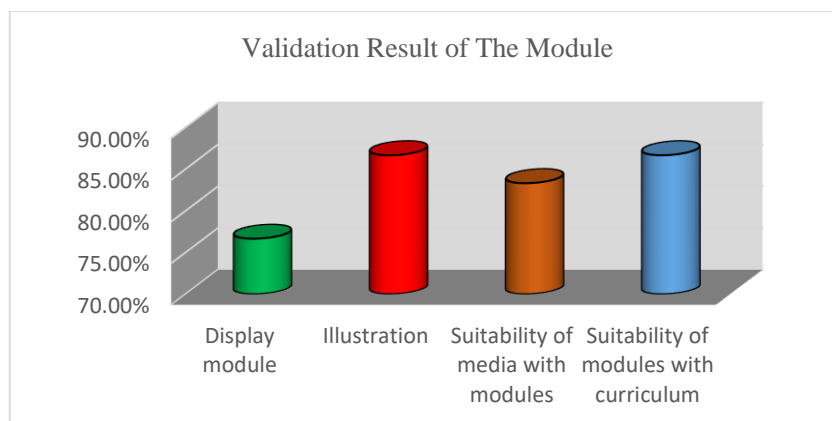 Validation Result of The Module
90.00%
85.00%
80.00%
75.00%
70.00%
Display
module
Illustration
Suitability of
media with
modules
Suitability of
modules with
curriculum